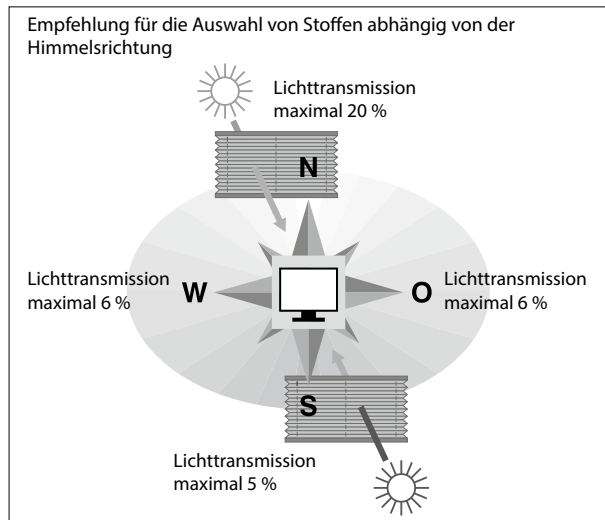 Empfehlung für die Auswahl von Stoffen abhängig von der
Himmelsrichtung
Lichttransmission
maximal 20 %
N
Lichttransmission
maximal 6 %
W
O
Lichttransmission
maximal 6 %
S
Lichttransmission
maximal 5 %